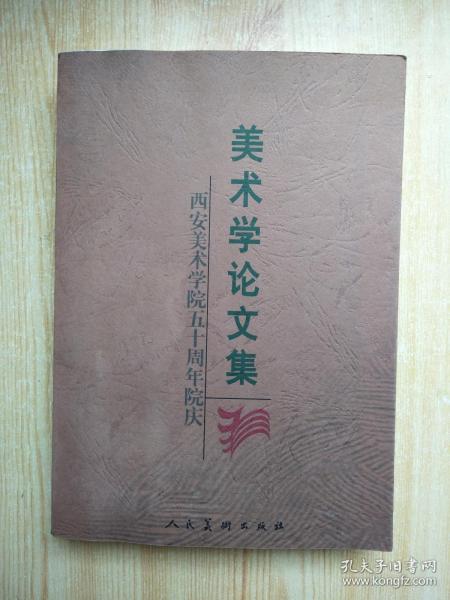 美术学论文集
西安美术学院五十周年院庆
人民美術出版社
孔夫子旧书网
www.kongfz.com